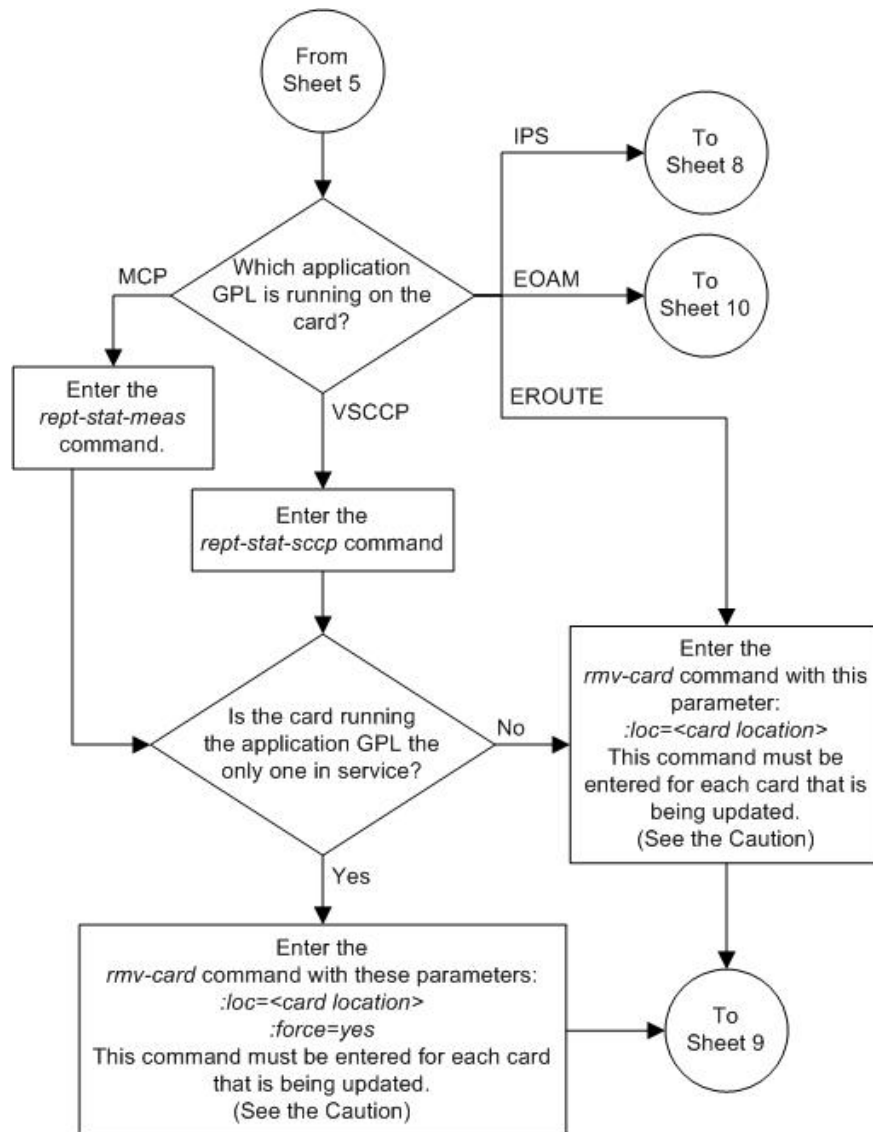 From
Sheet 5
IPS
To
Sheet 8
MCP
Which application
GPL is running on the
card?
EOAM
To
Sheet 10
Enter the
rept-stat-meas
command.
VSCCP
EROUTE
Enter the
rept-stat-sccp command
Is the card running
the application GPL the
only one in service?
No
Enter the
rmv-card command with this
parameter:
:loc=<card location>
This command must be
entered for each card that is
being updated.
(See the Caution)
Yes
Enter the
rmv-card command with these parameters:
:loc=<card location>
:force=yes
This command must be entered for each card
that is being updated.
(See the Caution)
To
Sheet 9